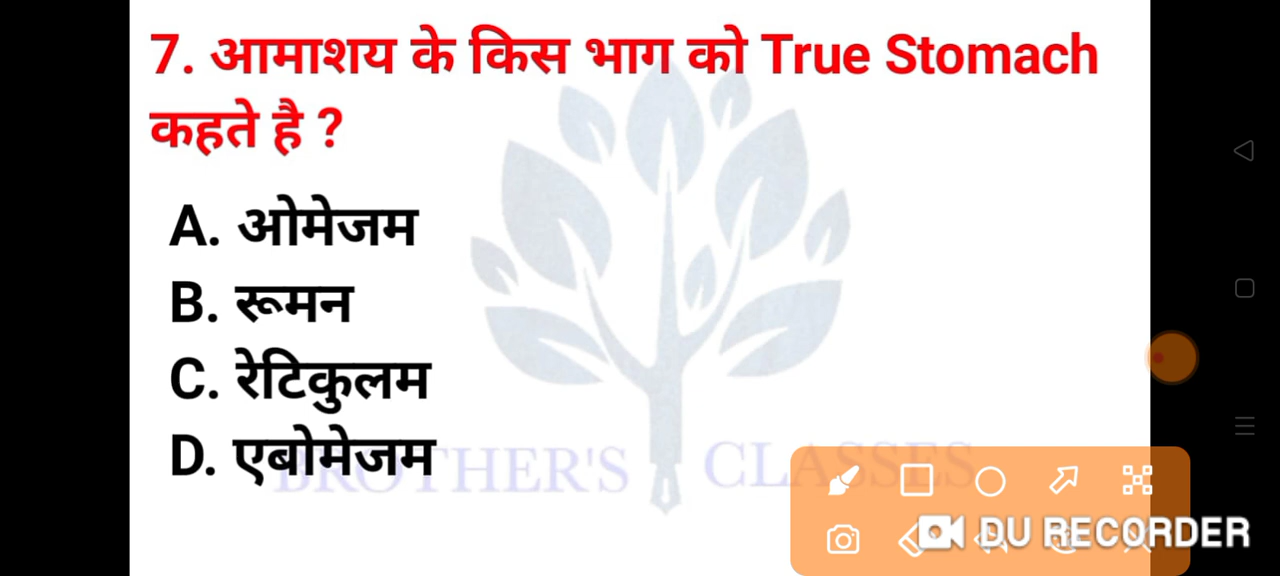 7. आमाशय के किस भाग को True Stomach
कहते है ?
A. ओमेजम
B. रूमन
C. रेटिकुलम
D. एबोमेजम
BROTHER'S CLASSES
DU RECORDER